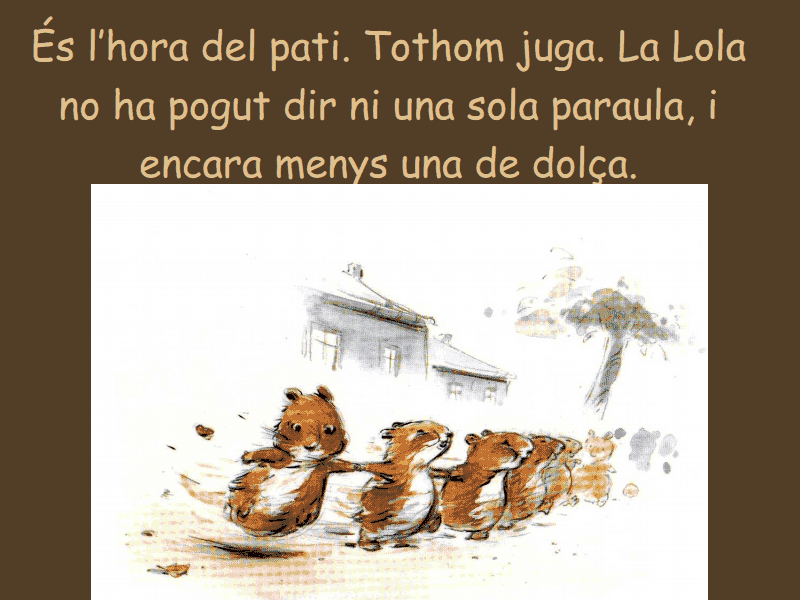 És l'hora del pati. Tothom juga. La Lola
no ha pogut dir ni una sola paraula, i
encara menys una de dolça.